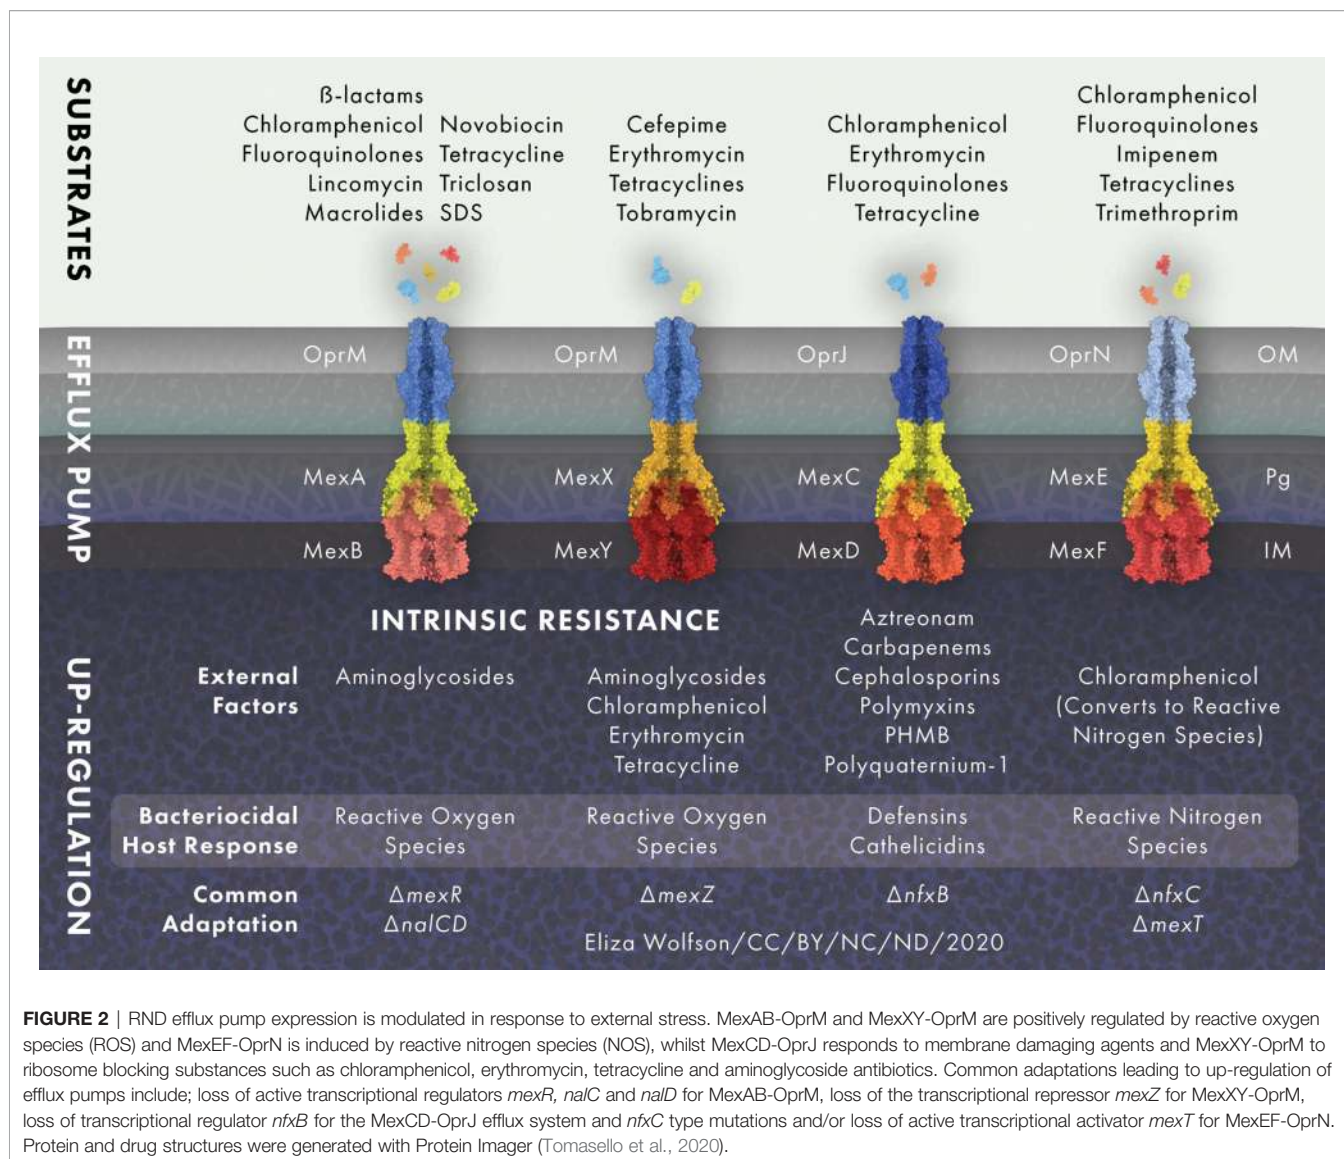 SUBSTRATES
ß-lactams
Chloramphenicol
Fluoroquinolones
Lincomycin
Macrolides
Novobiocin
Tetracycline
Triclosan
SDS
Cefepime
Erythromycin
Tetracyclines
Tobramycin
Chloramphenicol
Erythromycin
Fluoroquinolones
Tetracycline
Chloramphenicol
Fluoroquinolones
Imipenem
Tetracyclines
Trimethroprim
EFFLUX PUMP
OprM
OprM
OprJ
OprN
OM
MexA
MexX
MexC
MexE
Pg
MexB
MexY
MexD
MexF
IM
UP-REGULATION
INTRINSIC RESISTANCE
External
Factors
Aminoglycosides
Aminoglycosides
Chloramphenicol
Erythromycin
Tetracycline
Aztreonam
Carbapenems
Cephalosporins
Polymyxins
PHMB
Polyquaternium-1
Chloramphenicol
(Converts to Reactive
Nitrogen Species)
Bacteriocidal
Host Response
Reactive Oxygen
Species
Reactive Oxygen
Species
Defensins
Cathelicidins
Reactive Nitrogen
Species
Common
Adaptation
ΔmexR
ΔnalCD
ΔmexZ
ΔnfxB
ΔnfxC
ΔmexT
Eliza Wolfson/CC/BY/NC/ND/2020
FIGURE 2 | RND efflux pump expression is modulated in response to external stress. MexAB-OprM and MexXY-OprM are positively regulated by reactive oxygen
species (ROS) and MexEF-OprN is induced by reactive nitrogen species (NOS), whilst MexCD-OprJ responds to membrane damaging agents and MexXY-OprM to
ribosome blocking substances such as chloramphenicol, erythromycin, tetracycline and aminoglycoside antibiotics. Common adaptations leading to up-regulation of
efflux pumps include; loss of active transcriptional regulators mexR, nalC and nalD for MexAB-OprM, loss of the transcriptional repressor mexZ for MexXY-OprM,
loss of transcriptional regulator nfxB for the MexCD-OprJ efflux system and nfxC type mutations and/or loss of active transcriptional activator mexT for MexEF-OprN.
Protein and drug structures were generated with Protein Imager (Tomasello et al., 2020).